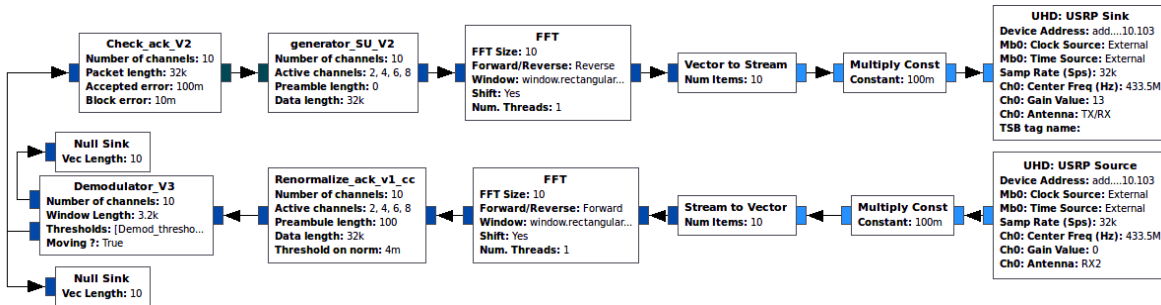 Check_ack_V2
Number of channels: 10
Packet length: 32k
Accepted error: 100m
Block error: 10m
generator_SU_V2
Number of channels: 10
Active channels: 2, 4, 6, 8
Preamble length: 0
Data length: 32k
FFT
FFT Size: 10
Forward/Reverse: Reverse
Window: window.rectangular...
Shift: Yes
Num. Threads: 1
Vector to Stream
Num Items: 10
Multiply Const
Constant: 100m
UHD: USRP Sink
Device Address: add....10.103
Mb0: Clock Source: External
Mb0: Time Source: External
Samp Rate (Sps): 32k
Ch0: Center Freq (Hz): 433.5M
Ch0: Gain Value: 13
Ch0: Antenna: TX/RX
TSB tag name:
Null Sink
Vec Length: 10
Demodulator_V3
Number of channels: 10
Window Length: 3.2k
Thresholds: [Demod_thresho...
Moving ?: True
Null Sink
Vec Length: 10
Renormalize_ack_v1_cc
Number of channels: 10
Active channels: 2, 4, 6, 8
Preambule length: 100
Data length: 32k
Threshold on norm: 4m
FFT
FFT Size: 10
Forward/Reverse: Forward
Window: window.rectangular...
Shift: Yes
Num. Threads: 1
Stream to Vector
Num Items: 10
Multiply Const
Constant: 100m
UHD: USRP Source
Device Address: add....10.103
Mb0: Clock Source: External
Mb0: Time Source: External
Samp Rate (Sps): 32k
Ch0: Center Freq (Hz): 433.5M
Ch0: Gain Value: 0
Ch0: Antenna: RX2